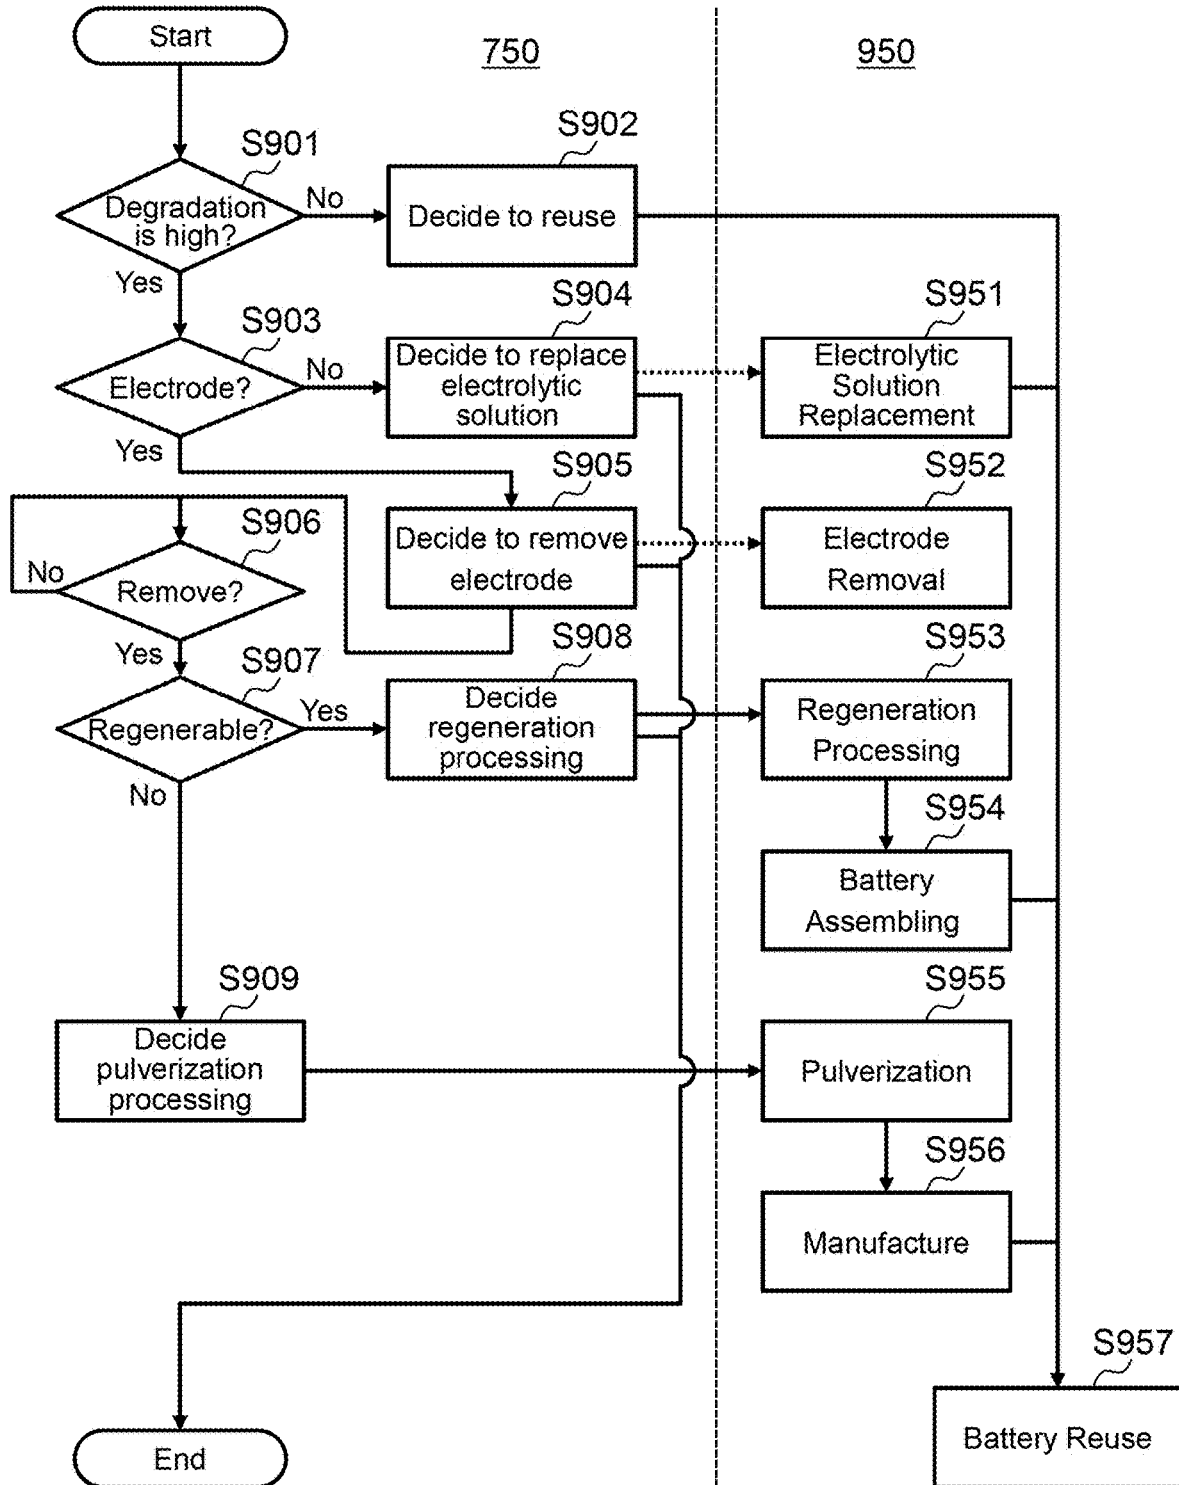 Start
750
950
S901
S902
Degradation
is high?
No
Decide to reuse
Yes
S903
S904
S951
Electrode?
No
Decide to replace
electrolytic
solution
Electrolytic
Solution
Replacement
Yes
S905
S952
S906
Decide to remove
electrode
Electrode
Removal
No
Remove?
Yes
S907
S908
S953
Regenerable?
Yes
Decide
regeneration
processing
Regeneration
Processing
No
S954
Battery
Assembling
S909
S955
Decide
pulverization
processing
Pulverization
S956
Manufacture
S957
End
Battery Reuse